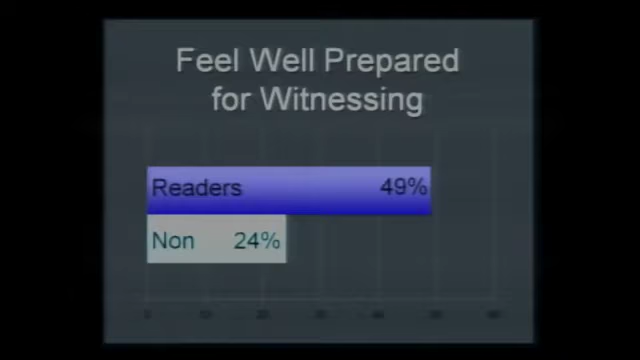 Feel Well Prepared
for Witnessing
Readers 49%
Non 24%